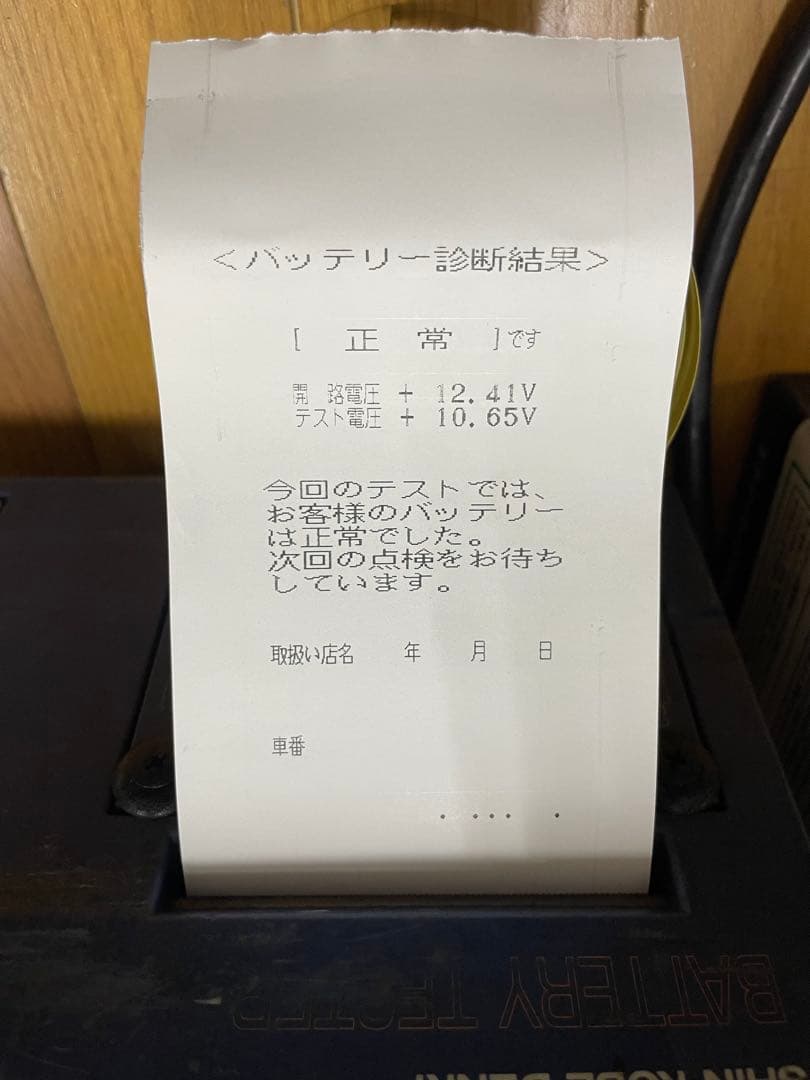 <バッテリー診断結果>
[ 正 常 ]です
開 路電圧 + 12.41V
テスト電圧 + 10.65V
今回のテストでは、
お客様のバッテリー
は正常でした。
次回の点検をお待ち
しています。
取扱い店名 年 月 日
車番
. ... .
BATTERY TESTER
SHIN-KOBE DENKI